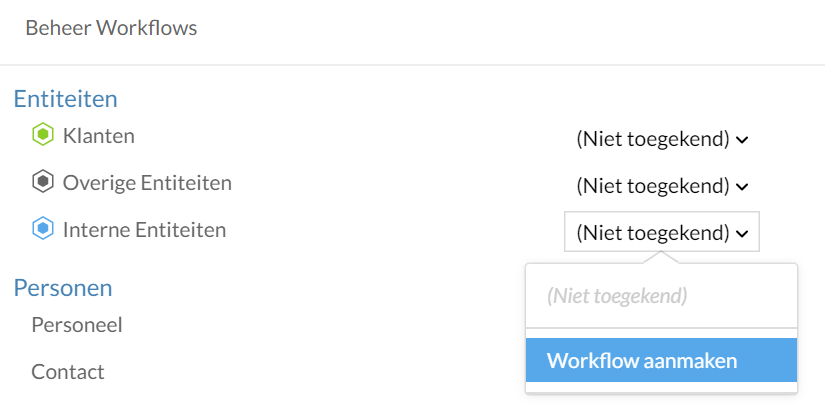 Beheer Workflows
Entiteiten
Klanten (Niet toegekend)
Overige Entiteiten (Niet toegekend)
Interne Entiteiten (Niet toegekend)
(Niet toegekend)
Workflow aanmaken
Personen
Personeel
Contact